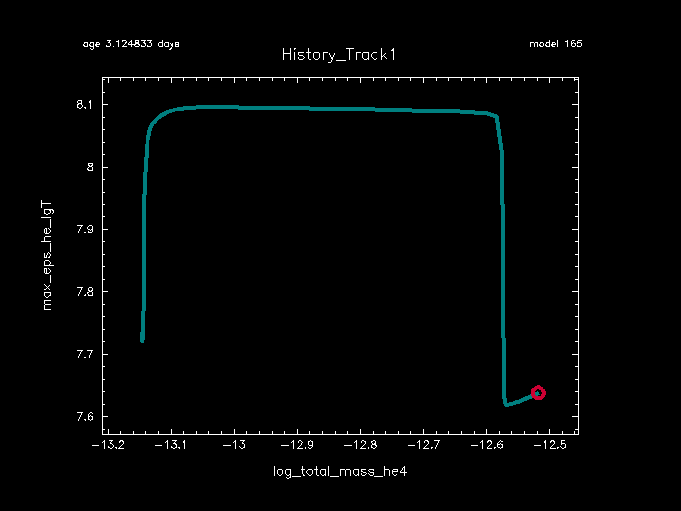 age 3.124833 days
model 165
History_Track1
max_eps_he_lgT
8.1
8
7.9
7.8
7.7
7.6
-13.2 -13.1 -13 -12.9 -12.8 -12.7 -12.6 -12.5
log_total_mass_he4